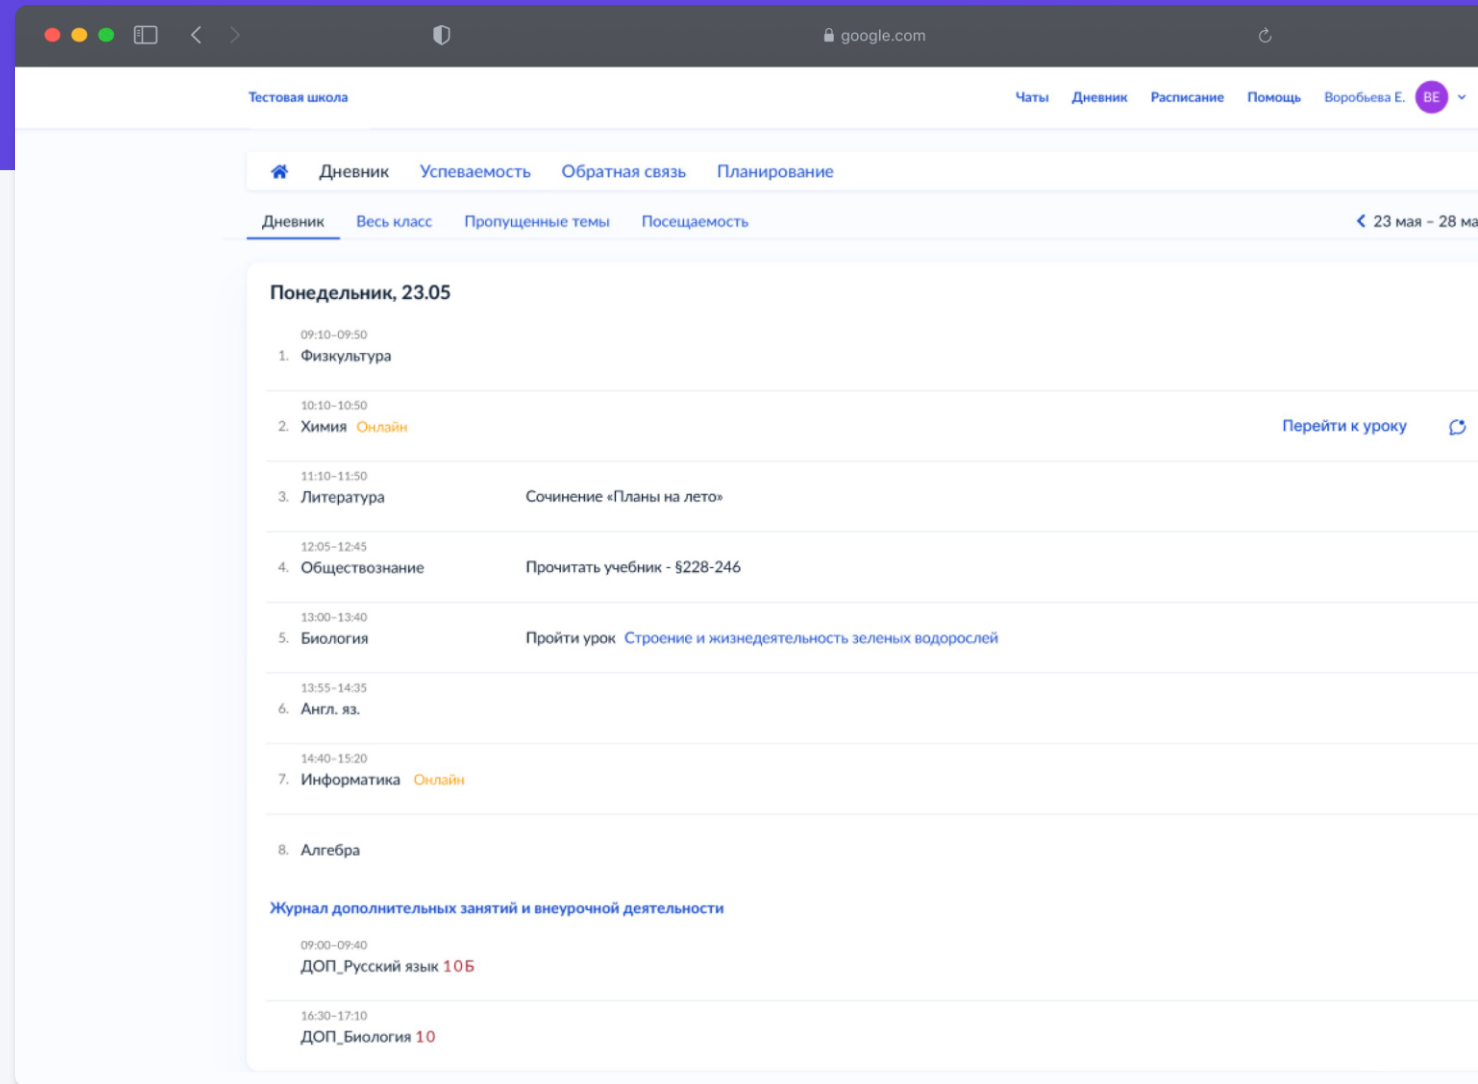 google.com
Тестовая школа Чаты Дневник Расписание Помощь Воробьева Е. ВЕ
Дневник Успеваемость Обратная связь Планирование
Дневник Весь класс Пропущенные темы Посещаемость 23 мая – 28 ма
Понедельник, 23.05
09:10–09:50
1. Физкультура
10:10–10:50
2. Химия Онлайн Перейти к уроку
11:10–11:50
3. Литература Сочинение «Планы на лето»
12:05–12:45
4. Обществознание Прочитать учебник - §228-246
13:00–13:40
5. Биология Пройти урок Строение и жизнедеятельность зеленых водорослей
13:55–14:35
6. Англ. яз.
14:40–15:20
7. Информатика Онлайн
8. Алгебра
Журнал дополнительных занятий и внеурочной деятельности
09:00–09:40
ДОП_Русский язык 10Б
16:30–17:10
ДОП_Биология 10